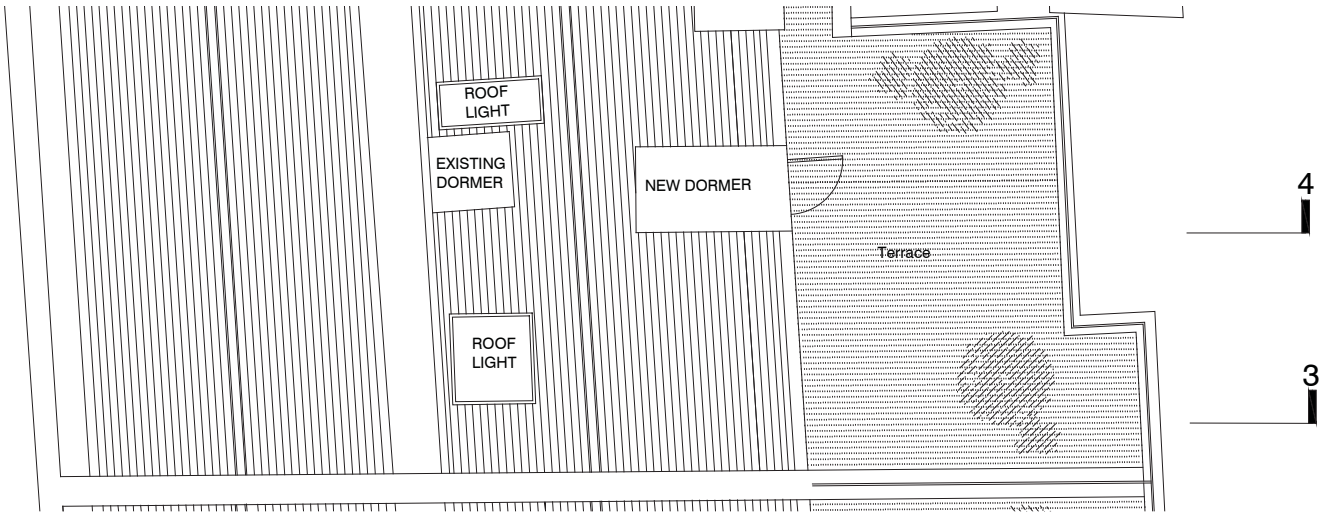 ROOF
LIGHT
EXISTING
DORMER
NEW DORMER
4
Terrace
ROOF
LIGHT
3